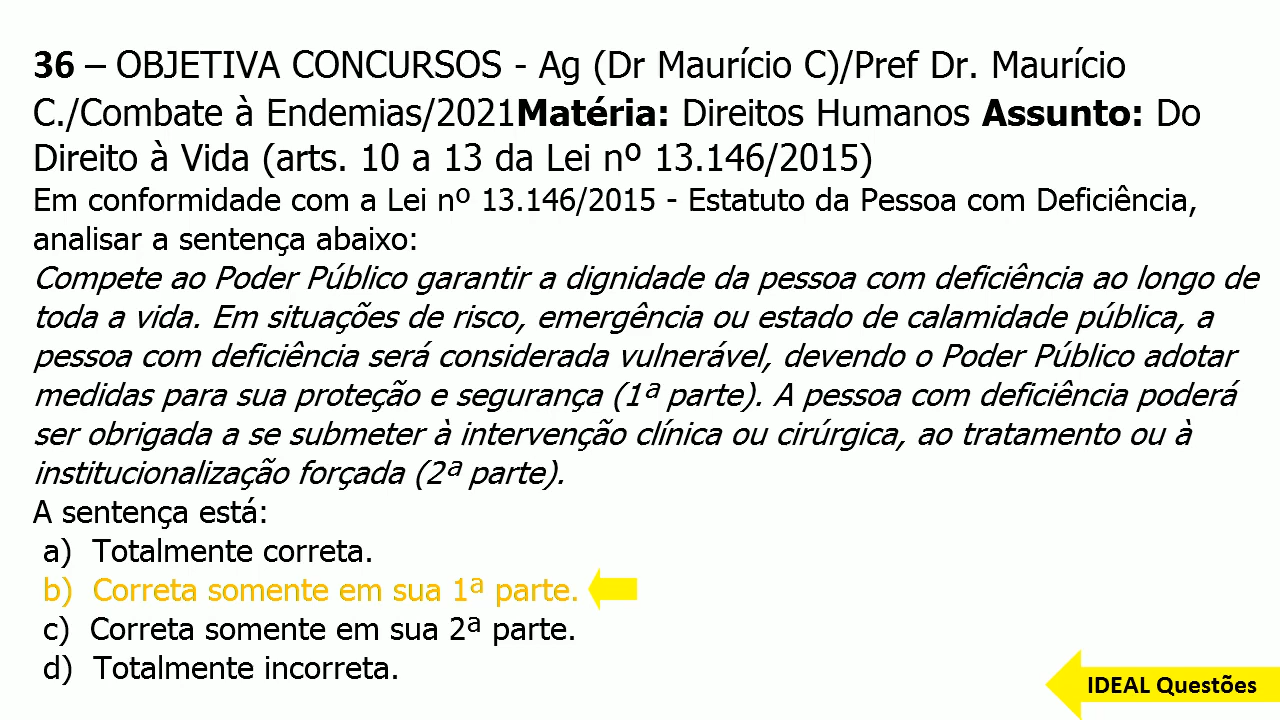 36 – OBJETIVA CONCURSOS - Ag (Dr Maurício C)/Pref Dr. Maurício
C./Combate à Endemias/2021Matéria: Direitos Humanos Assunto: Do
Direito à Vida (arts. 10 a 13 da Lei nº 13.146/2015)
Em conformidade com a Lei nº 13.146/2015 - Estatuto da Pessoa com Deficiência,
analisar a sentença abaixo:
Compete ao Poder Público garantir a dignidade da pessoa com deficiência ao longo de
toda a vida. Em situações de risco, emergência ou estado de calamidade pública, a
pessoa com deficiência será considerada vulnerável, devendo o Poder Público adotar
medidas para sua proteção e segurança (1ª parte). A pessoa com deficiência poderá
ser obrigada a se submeter à intervenção clínica ou cirúrgica, ao tratamento ou à
institucionalização forçada (2ª parte).
A sentença está:
a) Totalmente correta.
b) Correta somente em sua 1ª parte.
c) Correta somente em sua 2ª parte.
d) Totalmente incorreta.
IDEAL Questões